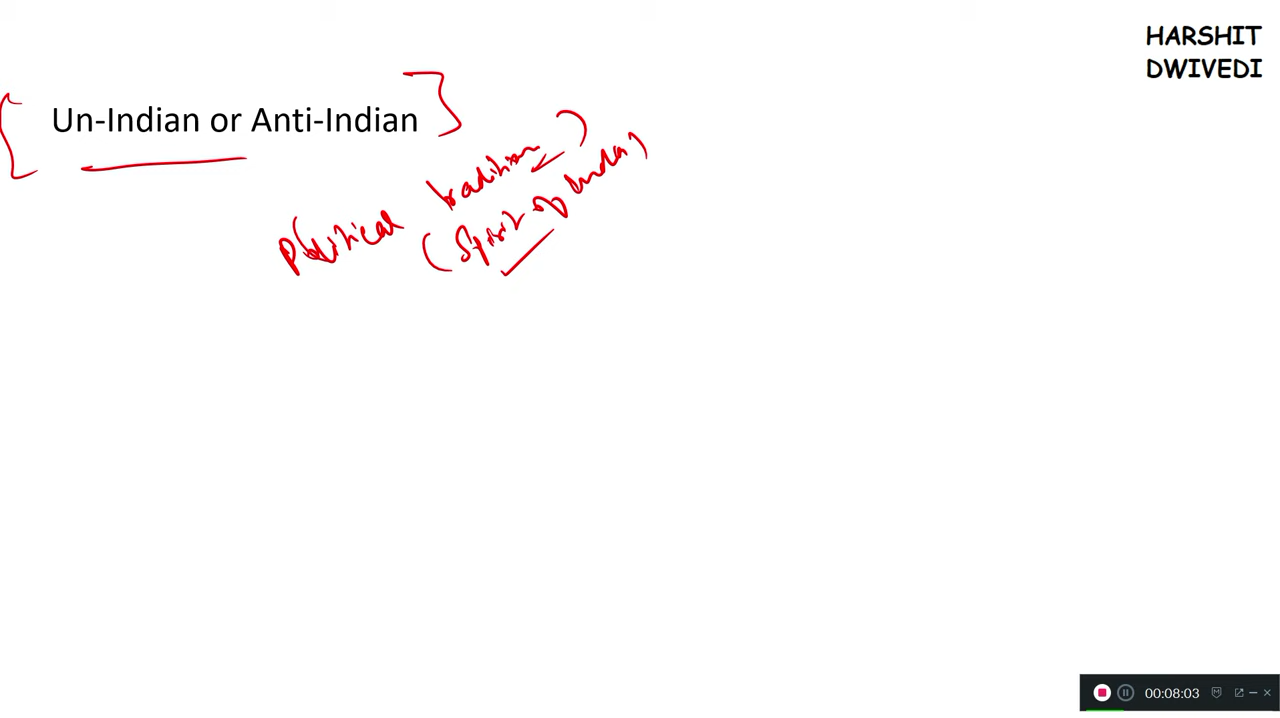 HARSHIT
DWIVEDI
Un-Indian or Anti-Indian
political tradition
(Spirit of India)
00:08:03